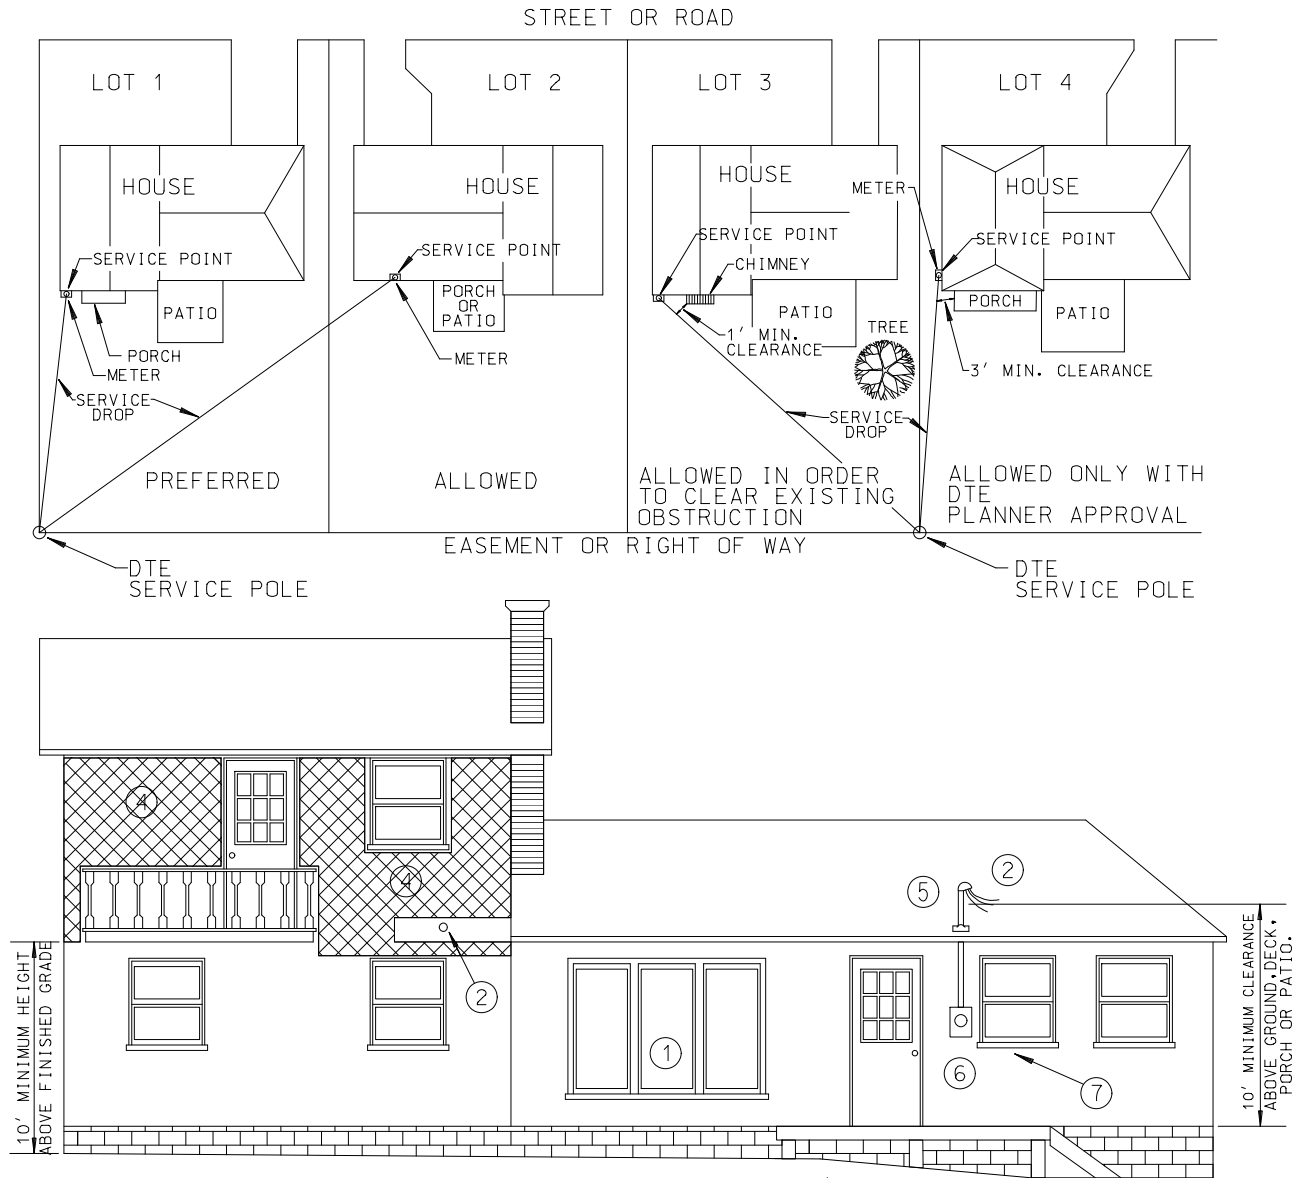 STREET OR ROAD
LOT 1
LOT 2
LOT 3
LOT 4
HOUSE
HOUSE
HOUSE
METER
HOUSE
SERVICE POINT
SERVICE POINT
SERVICE POINT
SERVICE POINT
CHIMNEY
PATIO
PORCH
OR
PATIO
PATIO
PORCH
PATIO
PORCH
METER
METER
1' MIN.
CLEARANCE
TREE
3' MIN. CLEARANCE
SERVICE
DROP
SERVICE
DROP
PREFERRED
ALLOWED
ALLOWED IN ORDER
TO CLEAR EXISTING
OBSTRUCTION
ALLOWED ONLY WITH
DTE
PLANNER APPROVAL
EASEMENT OR RIGHT OF WAY
DTE
SERVICE POLE
DTE
SERVICE POLE
4
4
2
5
2
1
6
7
10' MINIMUM HEIGHT
ABOVE FINISHED GRADE
10' MINIMUM CLEARANCE
ABOVE GROUND, DECK,
PORCH OR PATIO.